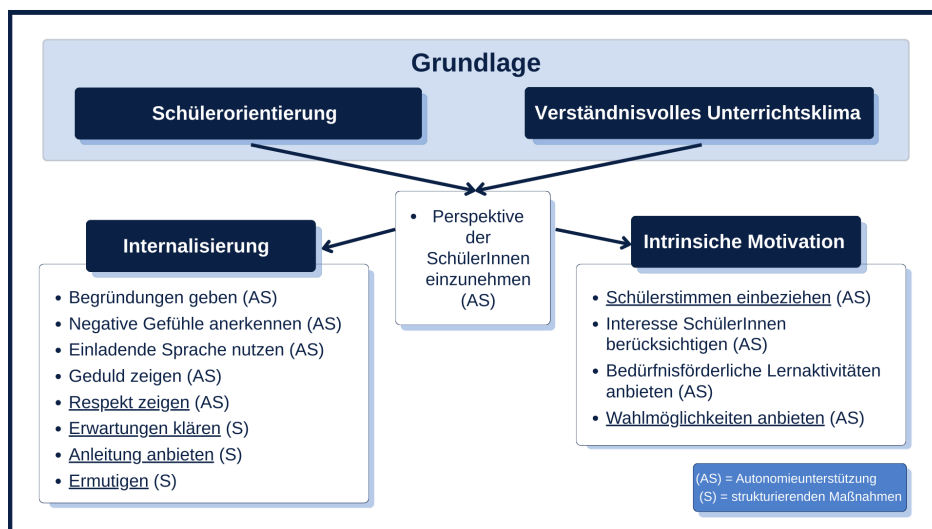 Grundlage
Schülerorientierung
Verständnisvolles Unterrichtsklima
• Perspektive
der
SchülerInnen
einzunehmen
(AS)
Internalisierung
• Begründungen geben (AS)
• Negative Gefühle anerkennen (AS)
• Einladende Sprache nutzen (AS)
• Geduld zeigen (AS)
• Respekt zeigen (AS)
• Erwartungen klären (S)
• Anleitung anbieten (S)
• Ermutigen (S)
Intrinsiche Motivation
• Schülerstimmen einbeziehen (AS)
• Interesse SchülerInnen
berücksichtigen (AS)
• Bedürfnisförderliche Lernaktivitäten
anbieten (AS)
• Wahlmöglichkeiten anbieten (AS)
(AS) = Autonomieunterstützung
(S) = strukturierenden Maßnahmen